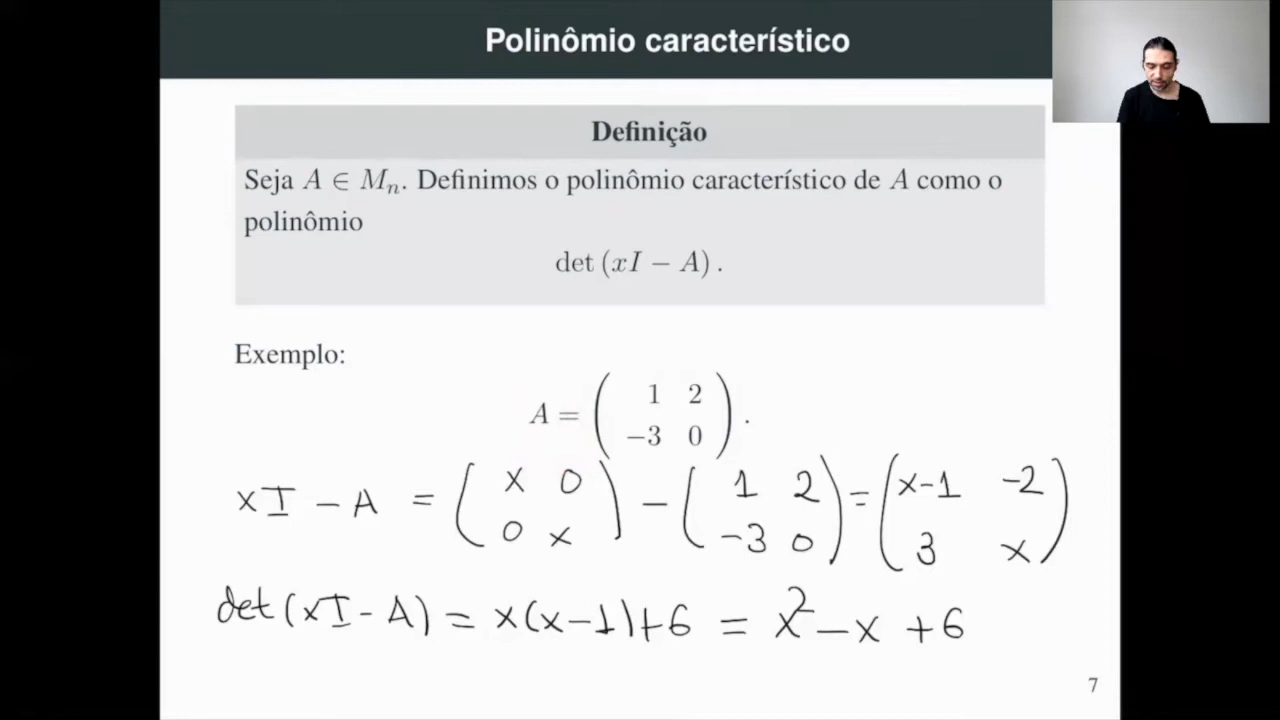 Polinômio característico
Definição
Seja A ∈ Mₙ. Definimos o polinômio característico de A como o
polinômio
det (xI − A) .
Exemplo:
A = ( 1 2 ; −3 0 ) .
xI − A = ( x 0 ; 0 x ) − ( 1 2 ; −3 0 ) = ( x−1 −2 ; 3 x )
det(xI − A) = x(x−1)+6 = x² − x + 6
7